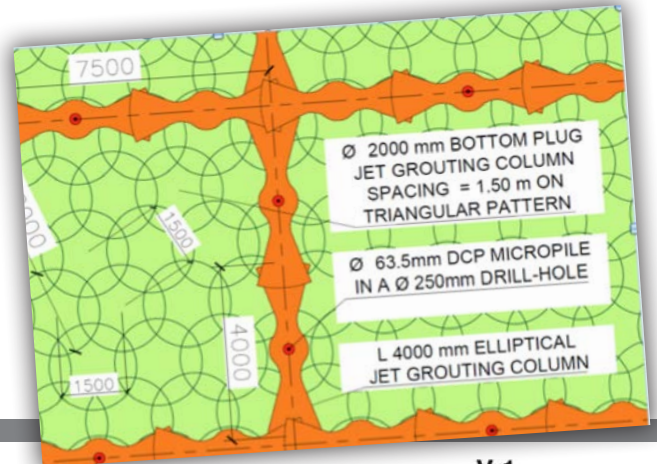 7500
Ø 2000 mm BOTTOM PLUG
JET GROUTING COLUMN
SPACING = 1.50 m ON
TRIANGULAR PATTERN
1500
Ø 63.5mm DCP MICROPILE
IN A Ø 250mm DRILL-HOLE
4000
L 4000 mm ELLIPTICAL
JET GROUTING COLUMN
1500